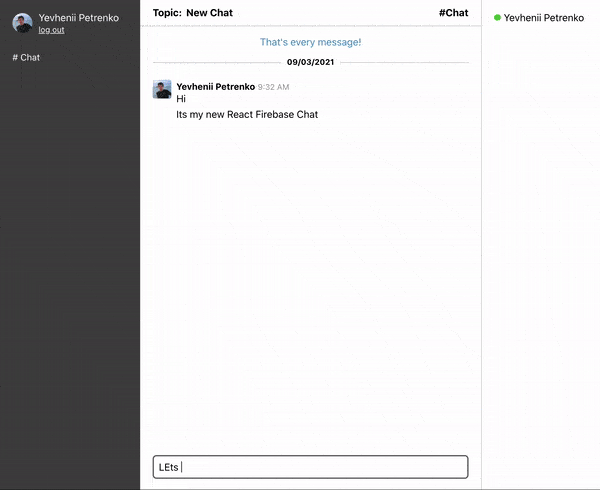 Yevhenii Petrenko
log out
# Chat
Topic: New Chat
#Chat
That's every message!
09/03/2021
Yevhenii Petrenko 9:32 AM
Hi
Its my new React Firebase Chat
LEts
Yevhenii Petrenko